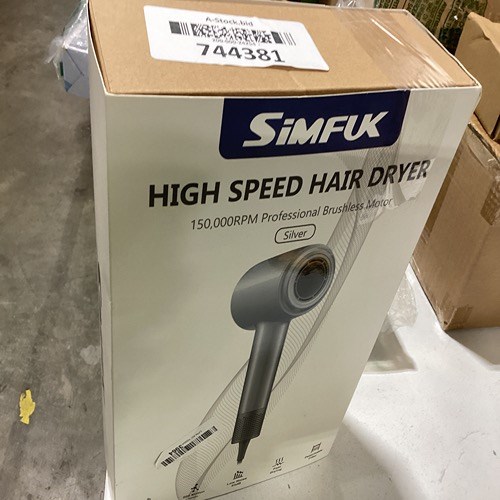 A-Stock.bid
744381
SiMFUK
HIGH SPEED HAIR DRYER
150,000RPM Professional Brushless Motor
Silver